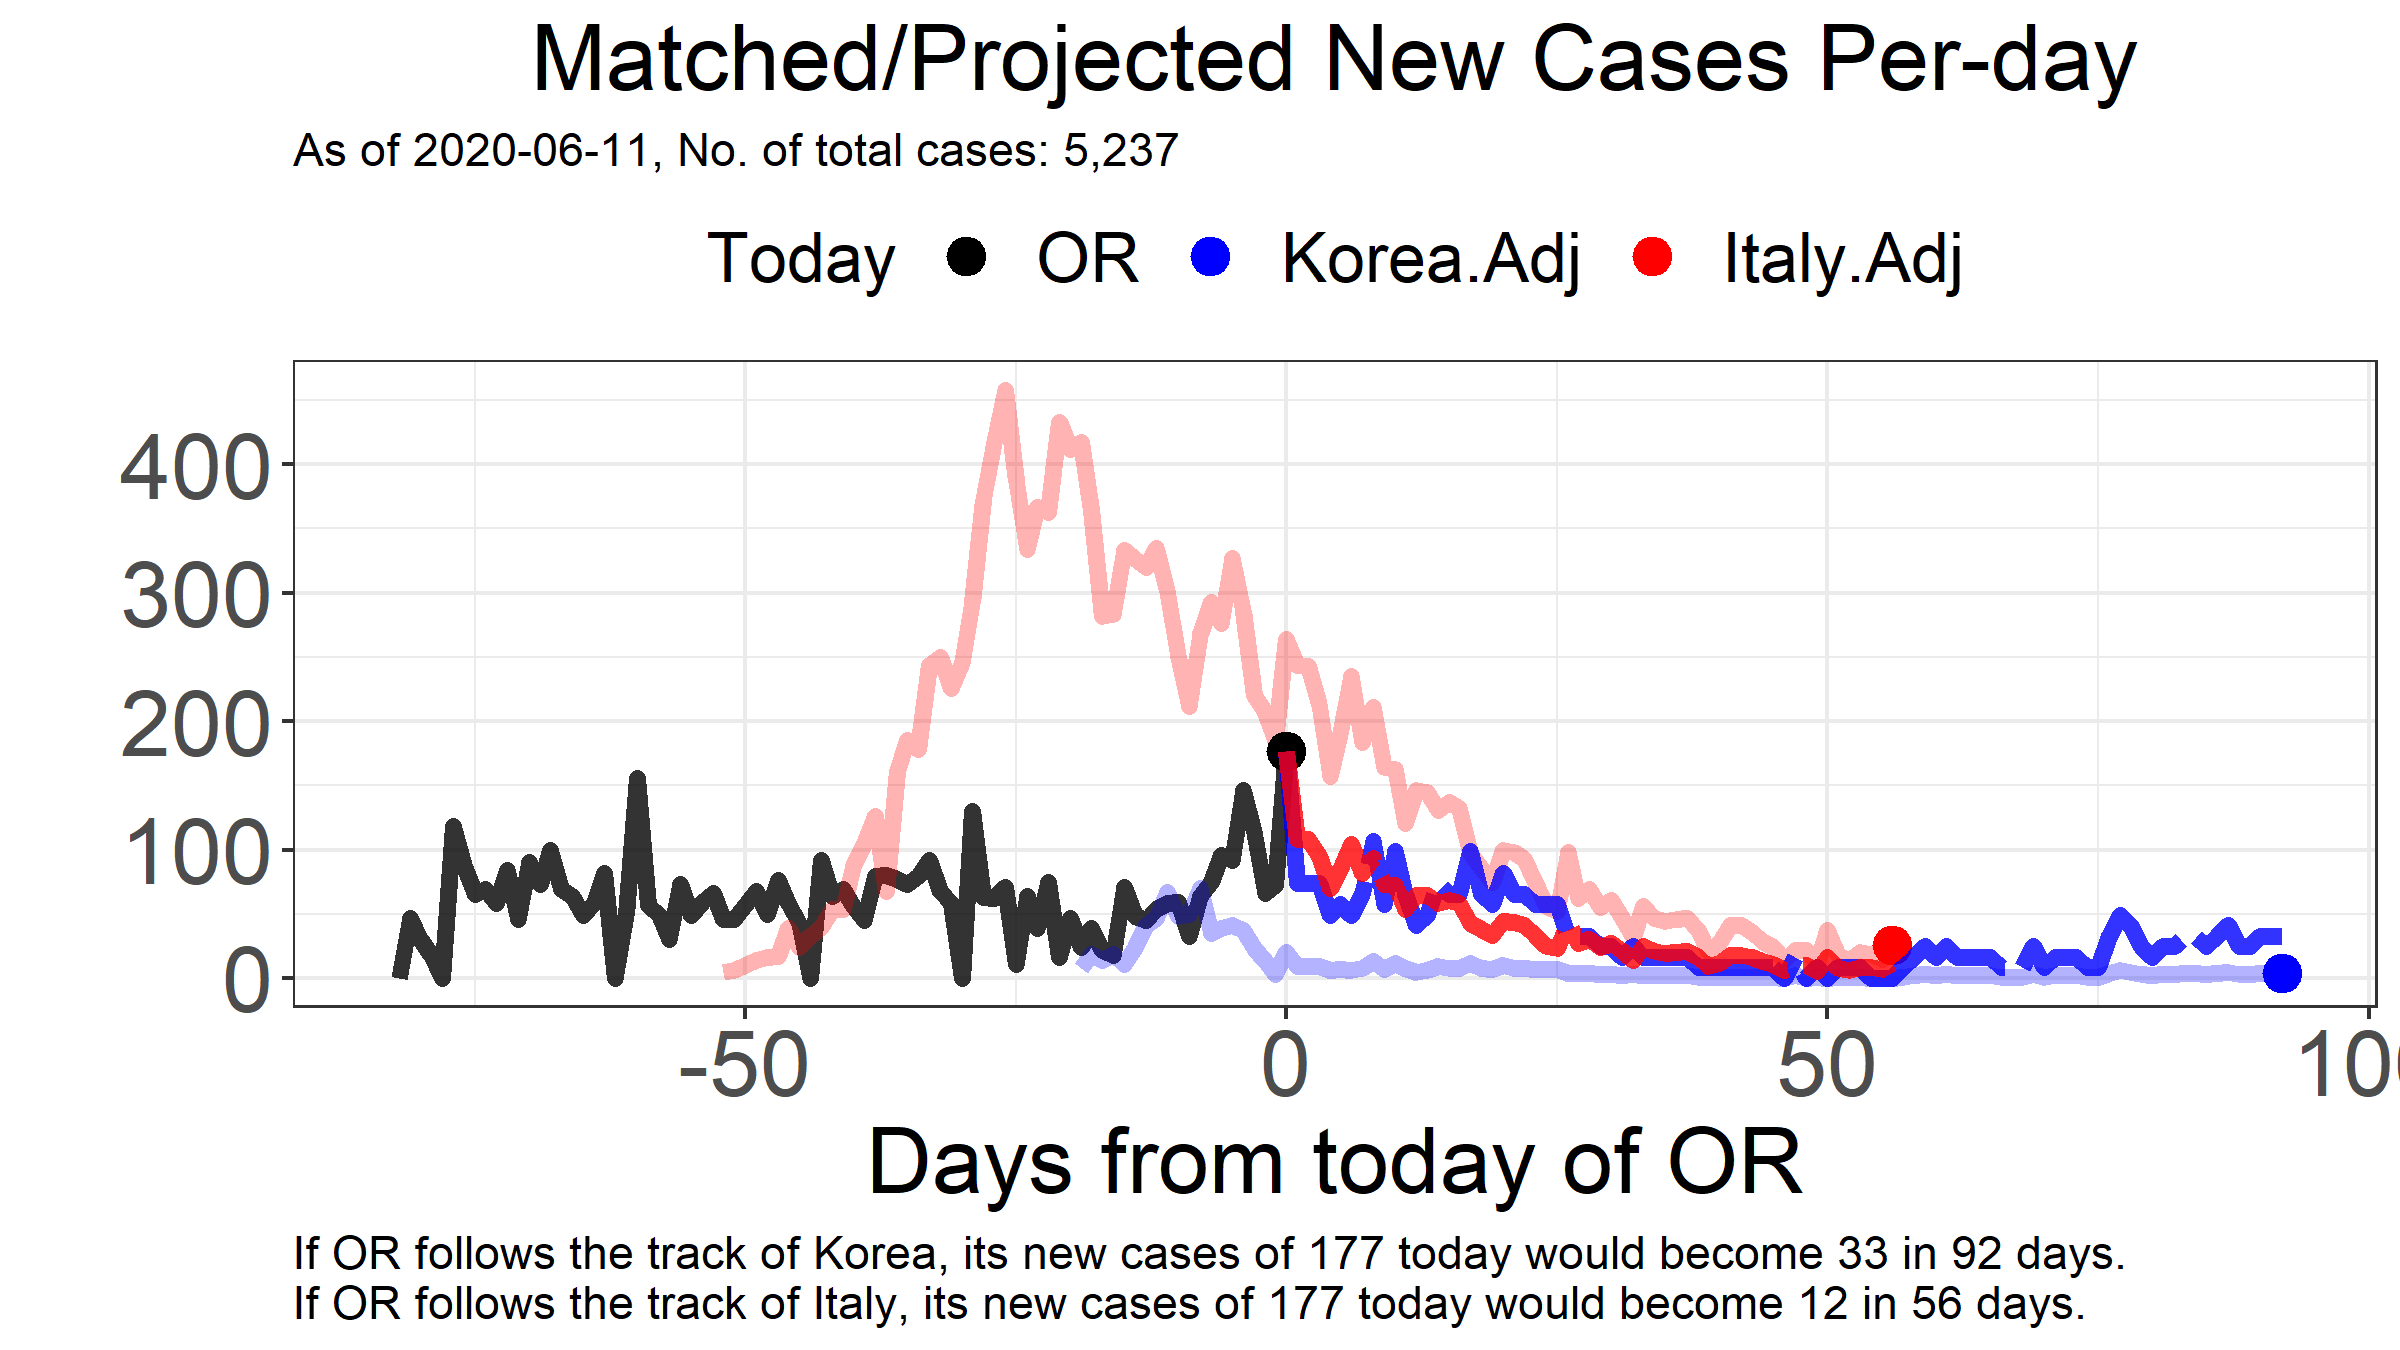 Matched/Projected New Cases Per-day
As of 2020-06-11, No. of total cases: 5,237
Today OR Korea.Adj Italy.Adj
400
300
200
100
0
-50 0 50 100
Days from today of OR
If OR follows the track of Korea, its new cases of 177 today would become 33 in 92 days.
If OR follows the track of Italy, its new cases of 177 today would become 12 in 56 days.